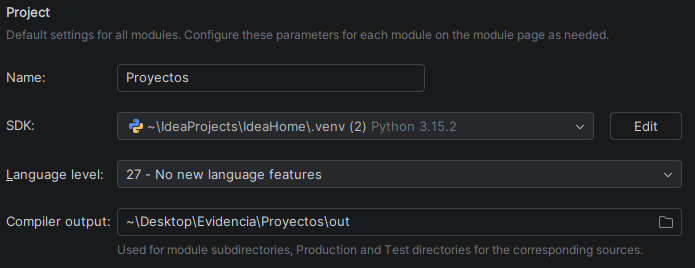 Project
Default settings for all modules. Configure these parameters for each module on the module page as needed.
Name: Proyectos
SDK: ~\IdeaProjects\IdeaHome\.venv (2) Python 3.15.2 Edit
Language level: 27 - No new language features
Compiler output: ~\Desktop\Evidencia\Proyectos\out
Used for module subdirectories, Production and Test directories for the corresponding sources.